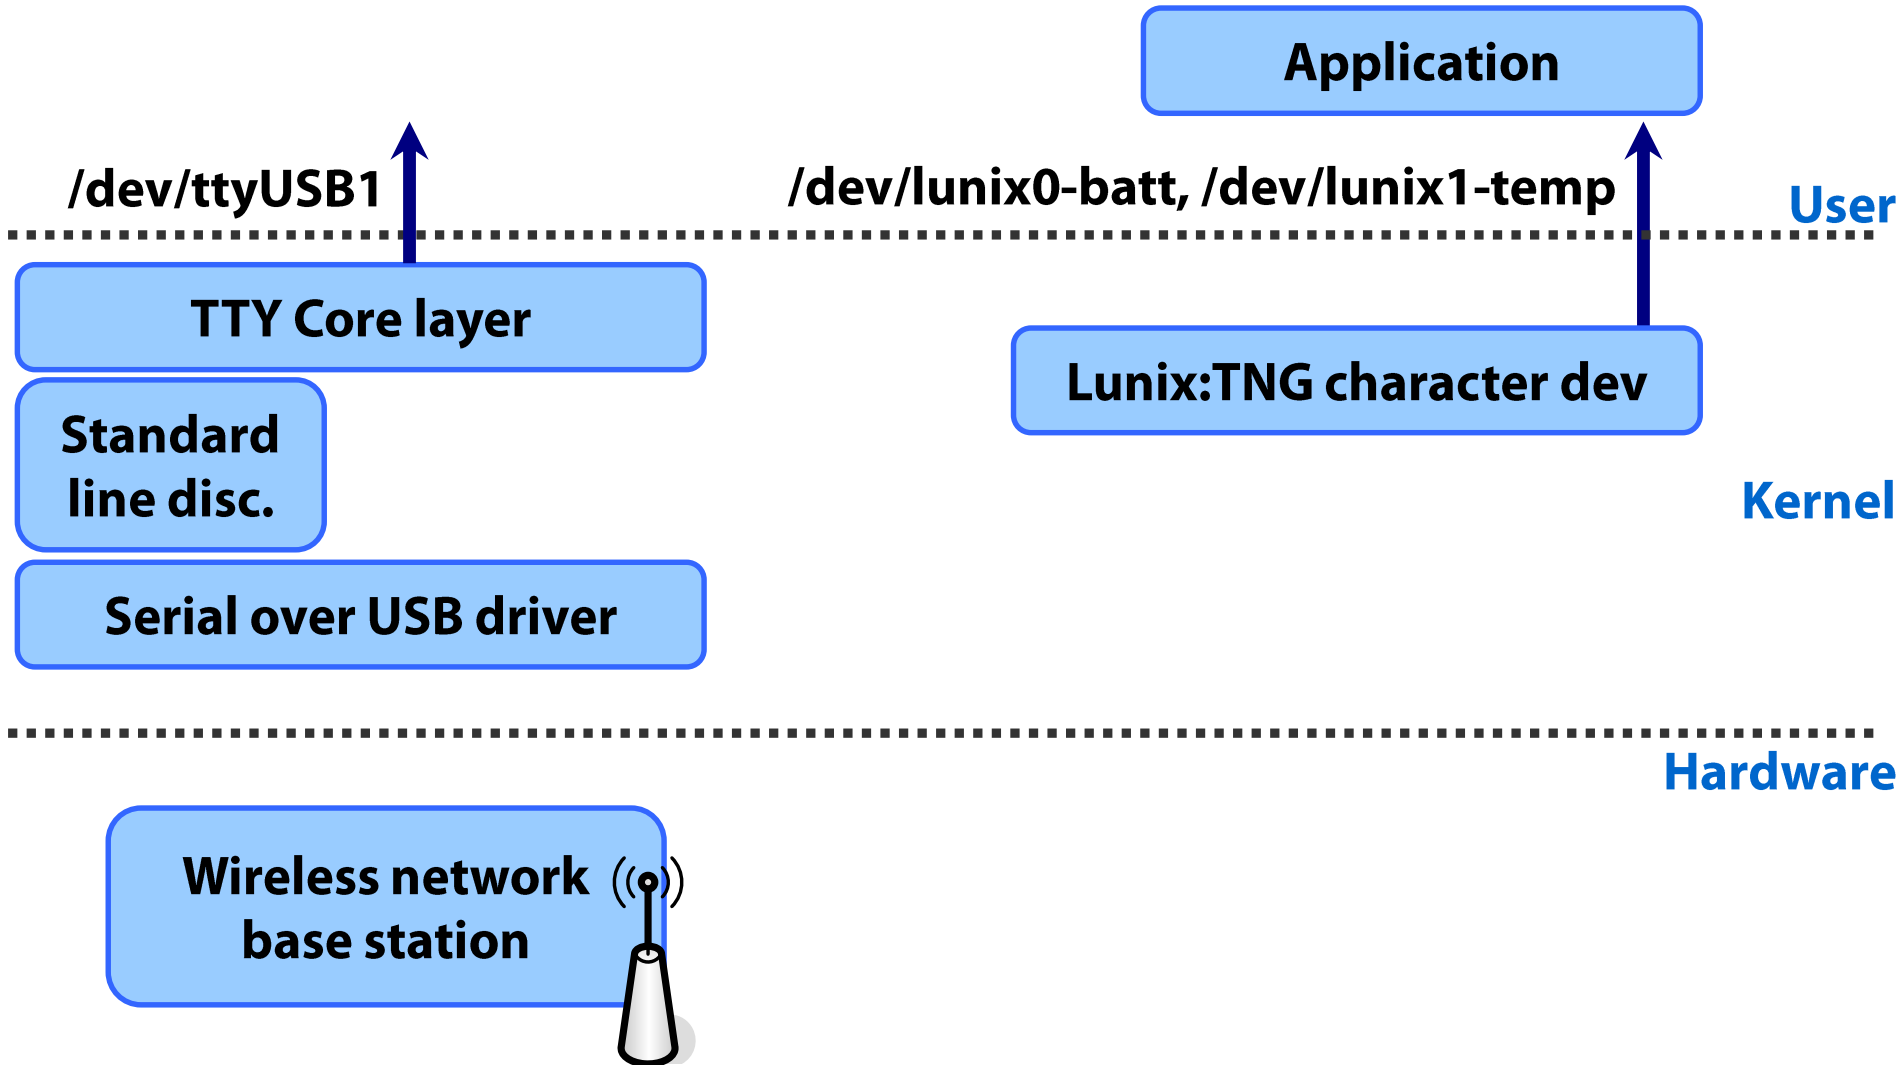 Application
/dev/ttyUSB1
/dev/lunix0-batt, /dev/lunix1-temp
User
TTY Core layer
Lunix:TNG character dev
Standard
line disc.
Kernel
Serial over USB driver
Hardware
Wireless network
base station